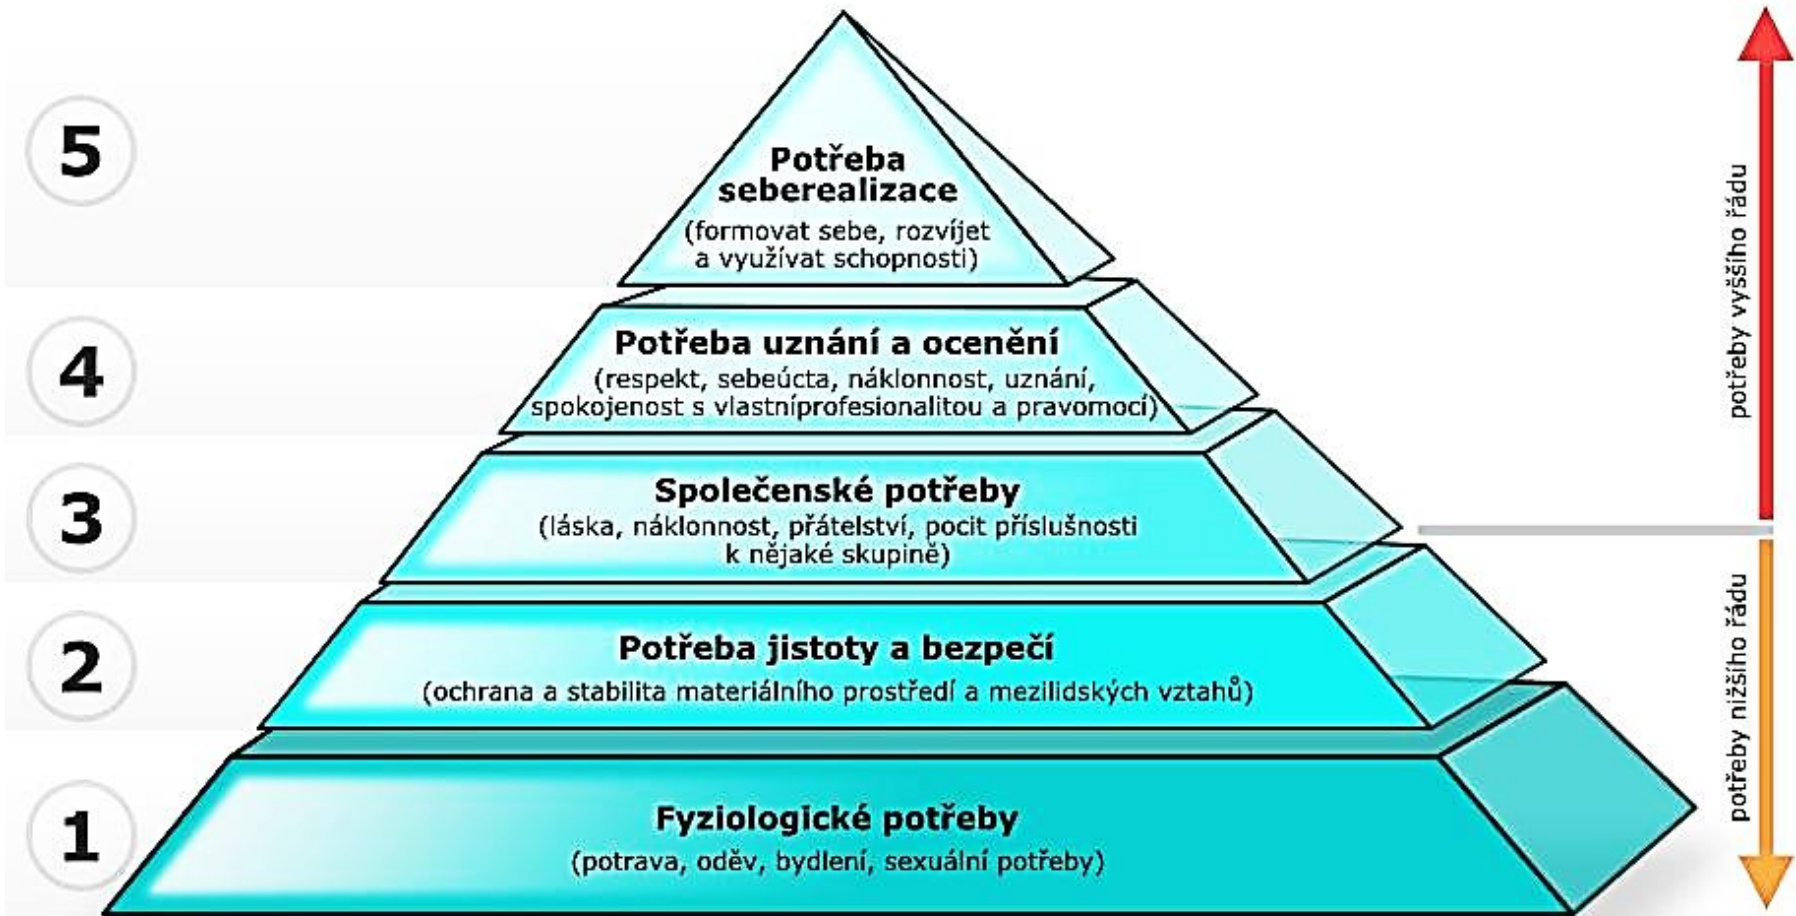 5
Potřeba
seberealizace
(formovat sebe, rozvíjet
a využívat schopnosti)
4
Potřeba uznání a ocenění
(respekt, sebeúcta, náklonnost, uznání,
spokojenost s vlastníprofesionalitou a pravomocí)
3
Společenské potřeby
(láska, náklonnost, přátelství, pocit příslušnosti
k nějaké skupině)
2
Potřeba jistoty a bezpečí
(ochrana a stabilita materiálního prostředí a mezilidských vztahů)
1
Fyziologické potřeby
(potrava, oděv, bydlení, sexuální potřeby)
potřeby vyššího řádu
potřeby nižšího řádu